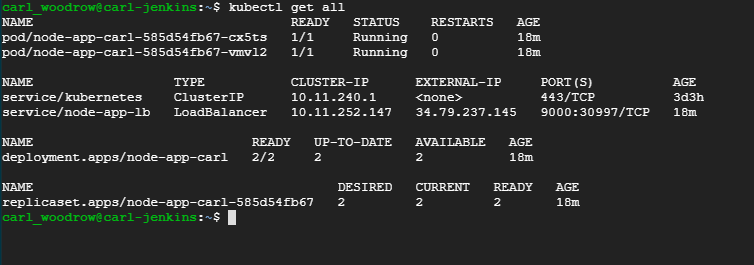 carl_woodrow@carl-jenkins:~$ kubectl get all
NAME READY STATUS RESTARTS AGE
pod/node-app-carl-585d54fb67-cx5ts 1/1 Running 0 18m
pod/node-app-carl-585d54fb67-vmvl2 1/1 Running 0 18m
NAME TYPE CLUSTER-IP EXTERNAL-IP PORT(S) AGE
service/kubernetes ClusterIP 10.11.240.1 <none> 443/TCP 3d3h
service/node-app-lb LoadBalancer 10.11.252.147 34.79.237.145 9000:30997/TCP 18m
NAME READY UP-TO-DATE AVAILABLE AGE
deployment.apps/node-app-carl 2/2 2 2 18m
NAME DESIRED CURRENT READY AGE
replicaset.apps/node-app-carl-585d54fb67 2 2 2 18m
carl_woodrow@carl-jenkins:~$